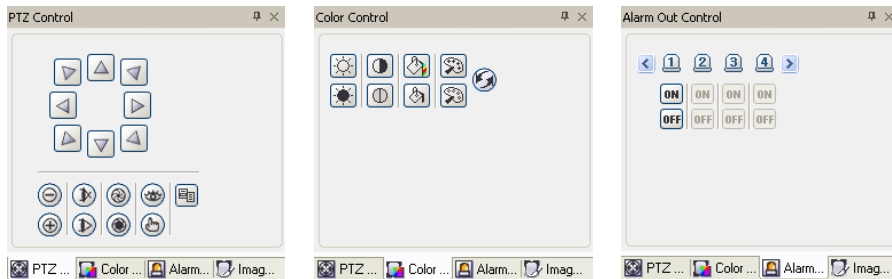 PTZ Control
Color Control
Alarm Out Control
1 2 3 4
ON ON ON ON
OFF OFF OFF OFF
PTZ ... Color ... Alarm... Imag...
PTZ ... Color ... Alarm... Imag...
PTZ ... Color ... Alarm... Imag...